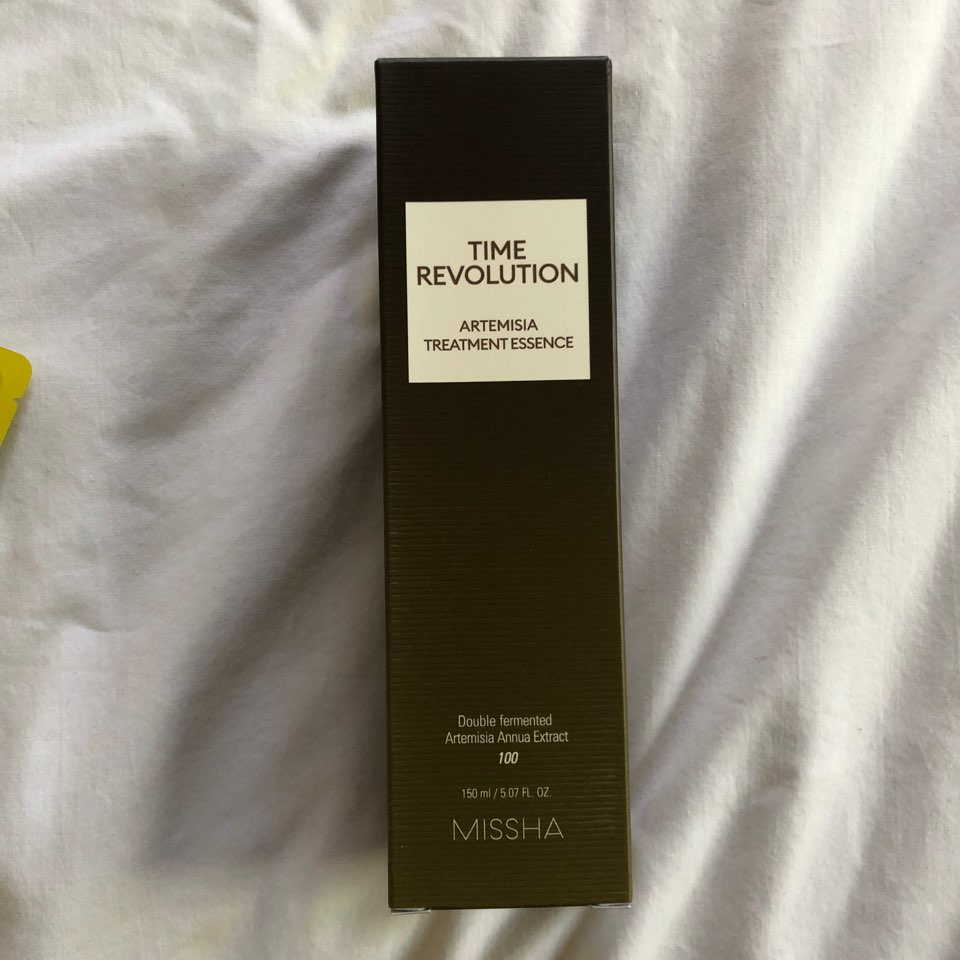 TIME
REVOLUTION
ARTEMISIA
TREATMENT ESSENCE
Double fermented
Artemisia Annua Extract
100
150 ml / 5.07 FL. OZ.
MISSHA